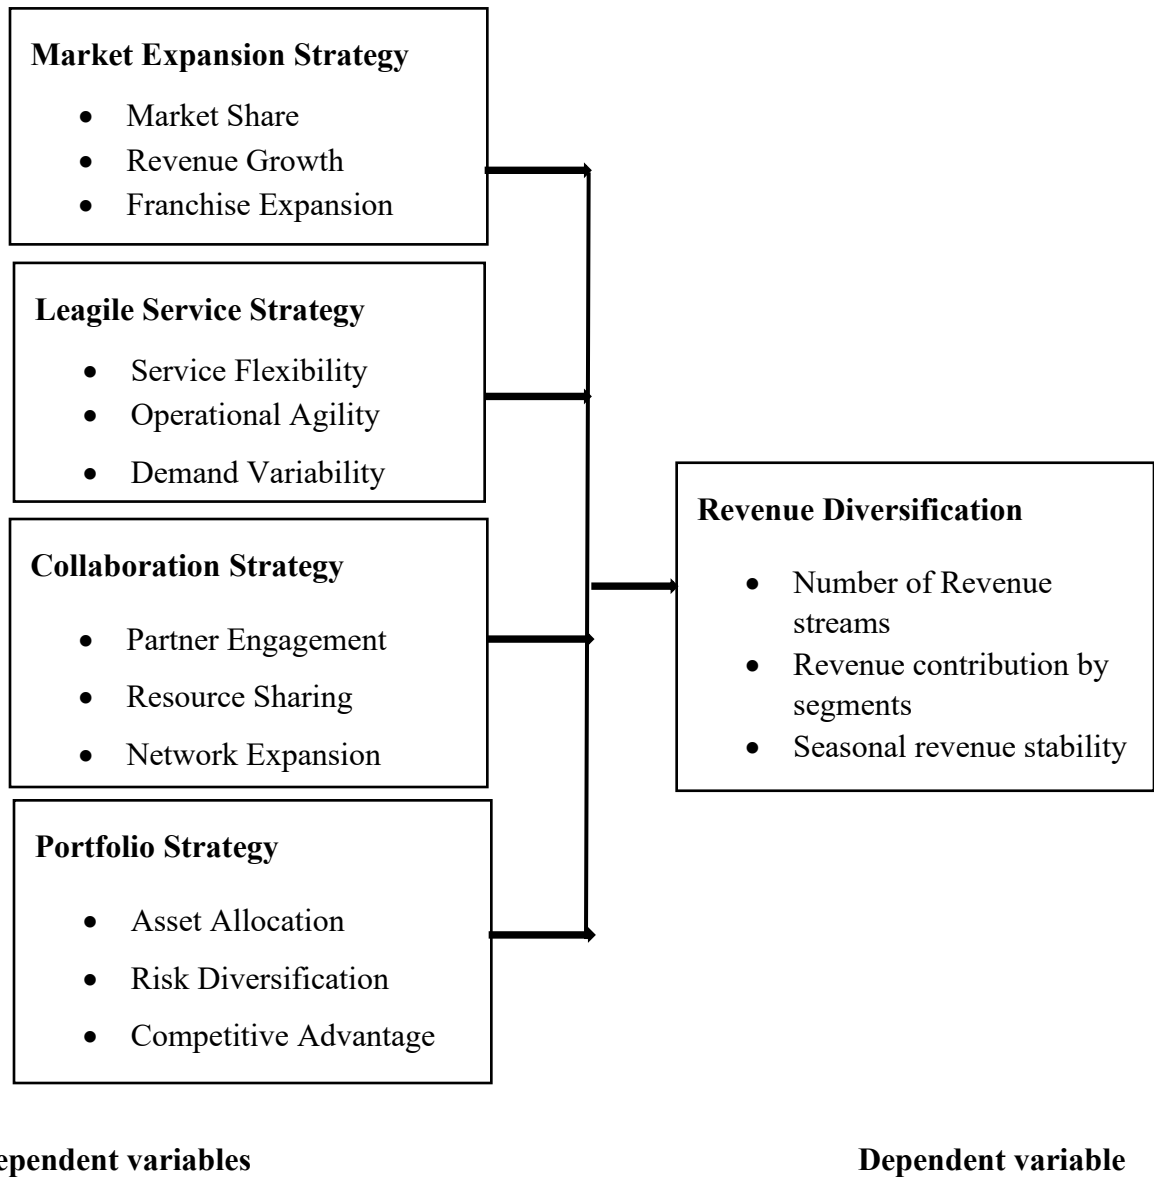 Market Expansion Strategy
• Market Share
• Revenue Growth
• Franchise Expansion
Leagile Service Strategy
• Service Flexibility
• Operational Agility
• Demand Variability
Collaboration Strategy
• Partner Engagement
• Resource Sharing
• Network Expansion
Portfolio Strategy
• Asset Allocation
• Risk Diversification
• Competitive Advantage
Revenue Diversification
• Number of Revenue
streams
• Revenue contribution by
segments
• Seasonal revenue stability
ependent variables
Dependent variable